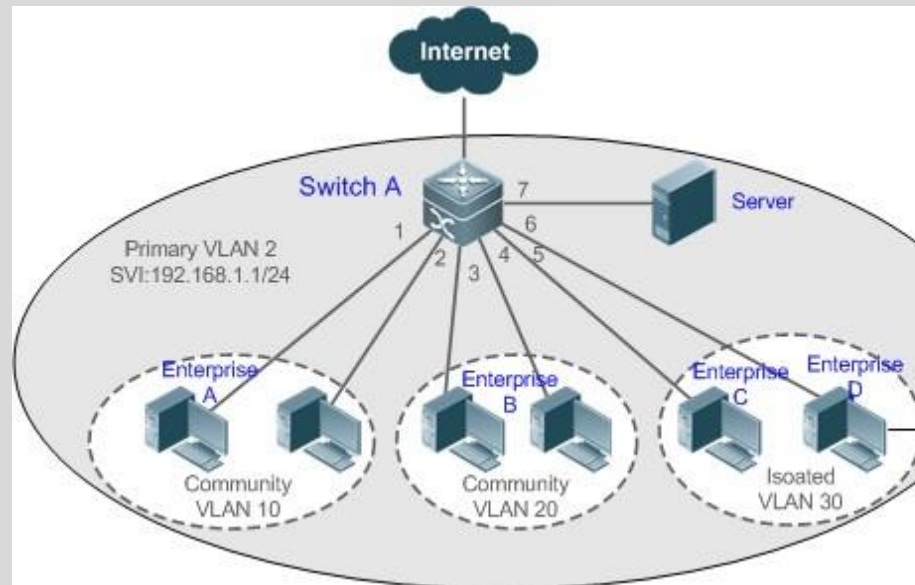 Internet
Switch A
7
Server
6
1
5
4
2
3
Primary VLAN 2
SVI:192.168.1.1/24
Enterprise
A
Enterprise
B
Enterprise
C
Enterprise
D
Community
VLAN 10
Community
VLAN 20
Isoated
VLAN 30